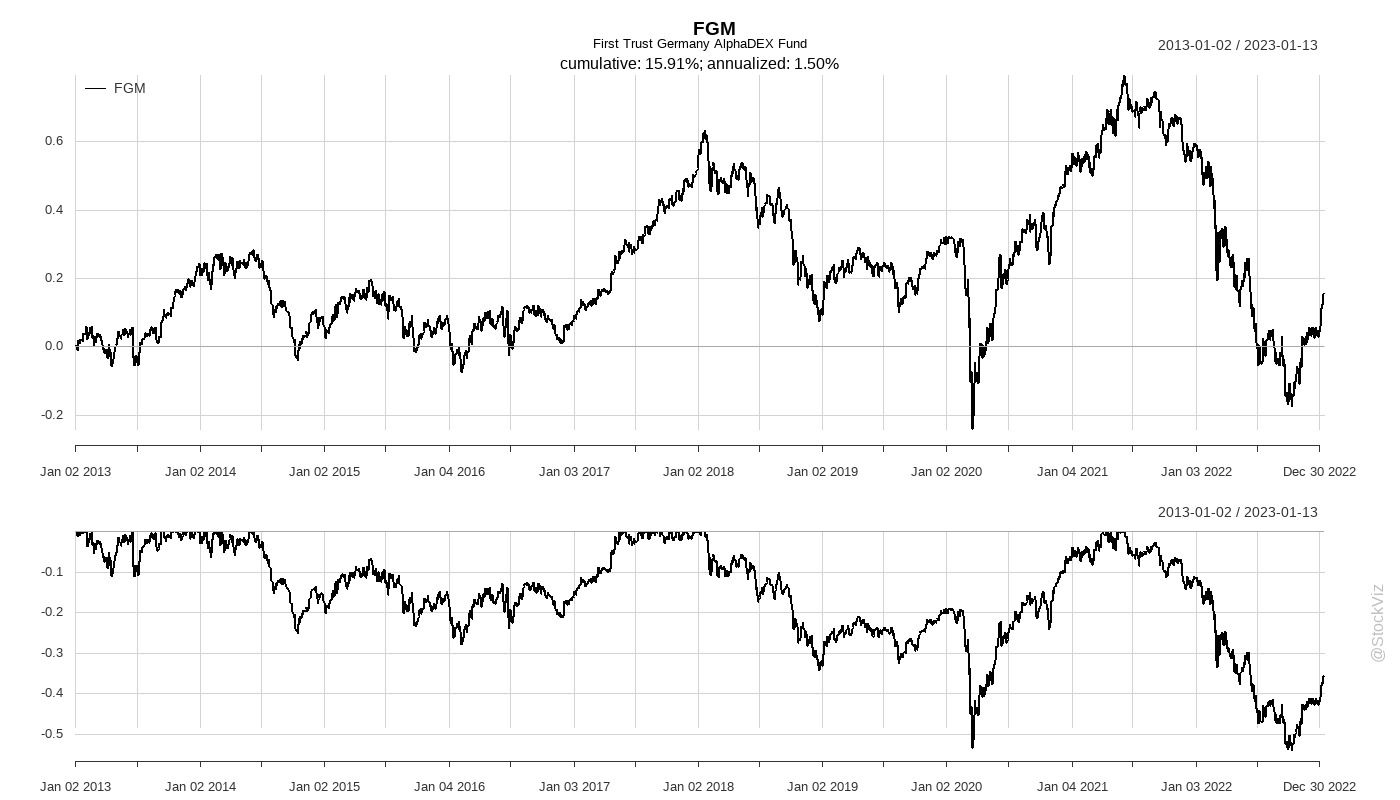 FGM
First Trust Germany AlphaDEX Fund
cumulative: 15.91%; annualized: 1.50%
2013-01-02 / 2023-01-13
FGM
0.6
0.4
0.2
0.0
-0.2
Jan 02 2013 Jan 02 2014 Jan 02 2015 Jan 04 2016 Jan 03 2017 Jan 02 2018 Jan 02 2019 Jan 02 2020 Jan 04 2021 Jan 03 2022 Dec 30 2022
2013-01-02 / 2023-01-13
-0.1
-0.2
-0.3
-0.4
-0.5
Jan 02 2013 Jan 02 2014 Jan 02 2015 Jan 04 2016 Jan 03 2017 Jan 02 2018 Jan 02 2019 Jan 02 2020 Jan 04 2021 Jan 03 2022 Dec 30 2022
@StockViz